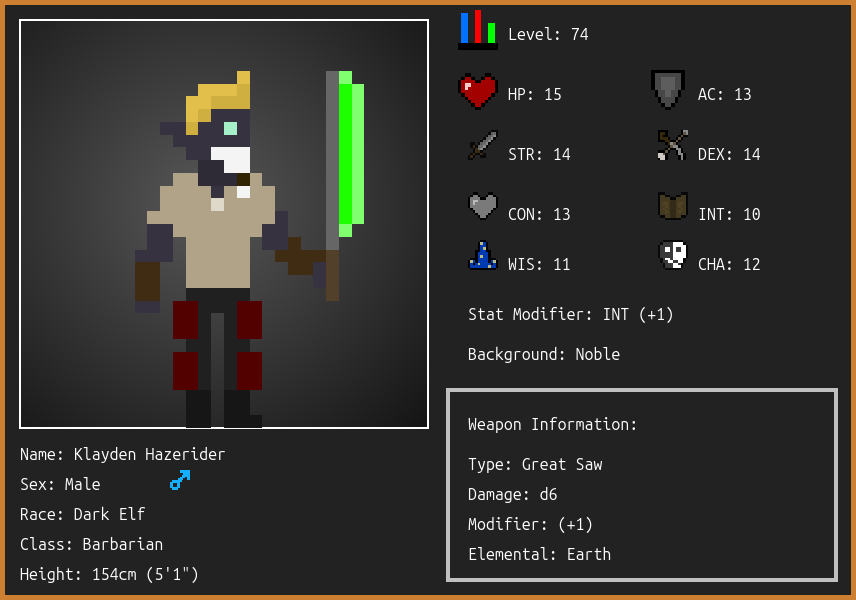 Level: 74
HP: 15
AC: 13
STR: 14
DEX: 14
CON: 13
INT: 10
WIS: 11
CHA: 12
Stat Modifier: INT (+1)
Background: Noble
Weapon Information:
Type: Great Saw
Damage: d6
Modifier: (+1)
Elemental: Earth
Name: Klayden Hazerider
Sex: Male
Race: Dark Elf
Class: Barbarian
Height: 154cm (5'1")